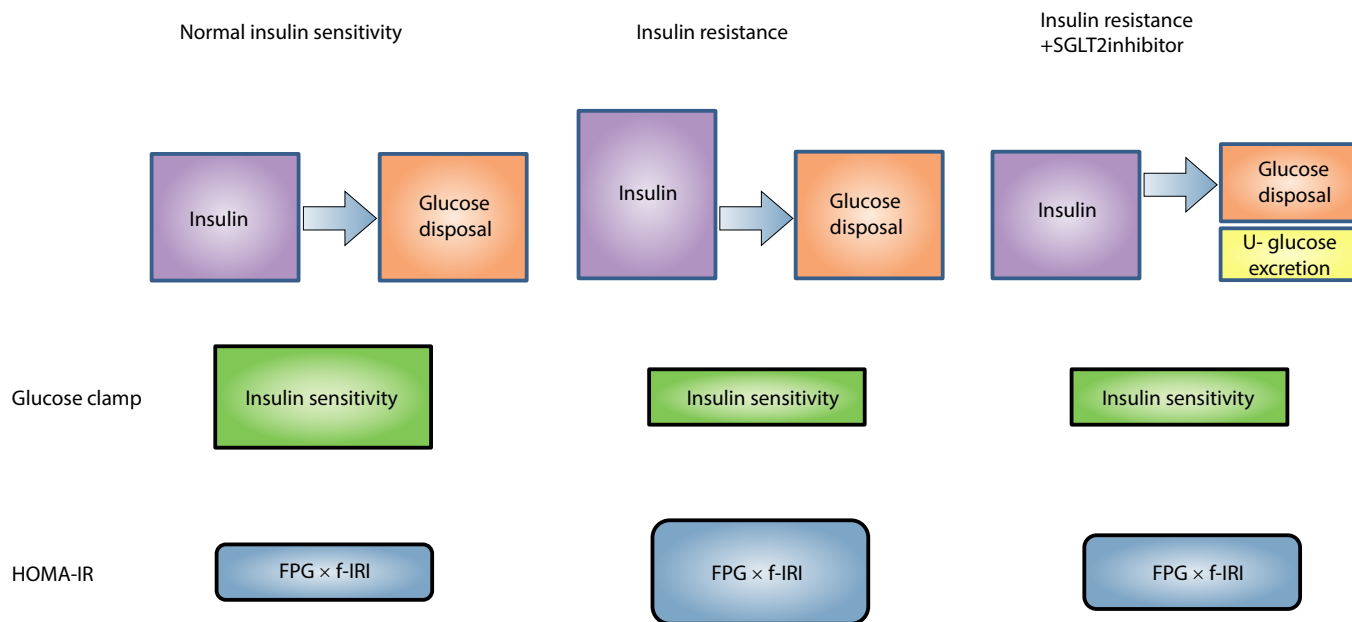 Normal insulin sensitivity
Insulin resistance
Insulin resistance
+SGLT2inhibitor
Insulin
Glucose
disposal
Insulin
Glucose
disposal
Insulin
Glucose
disposal
U- glucose
excretion
Glucose clamp
Insulin sensitivity
Insulin sensitivity
Insulin sensitivity
HOMA-IR
FPG × f-IRI
FPG × f-IRI
FPG × f-IRI